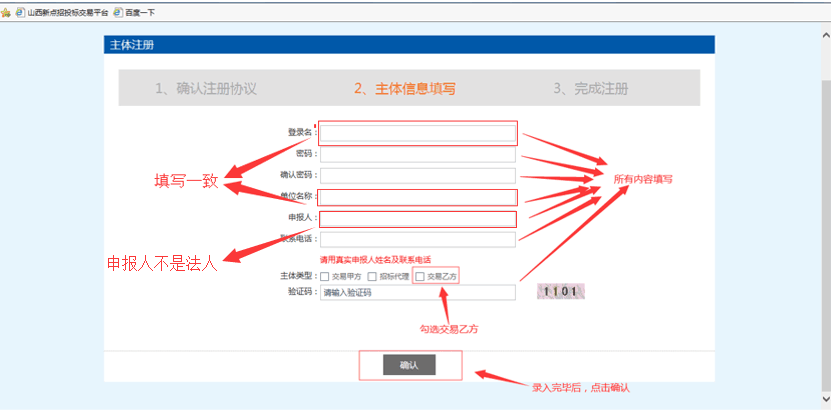 山西新点招投标交易平台 百度一下
主体注册
1、确认注册协议 2、主体信息填写 3、完成注册
登录名：
密码：
填写一致 确认密码： 所有内容填写
单位名称：
申报人：
联系电话：
申报人不是法人 请用真实申报人姓名及联系电话
主体类型： 交易甲方 招标代理 交易乙方
验证码： 请输入验证码 1101
勾选交易乙方
确认
录入完毕后，点击确认